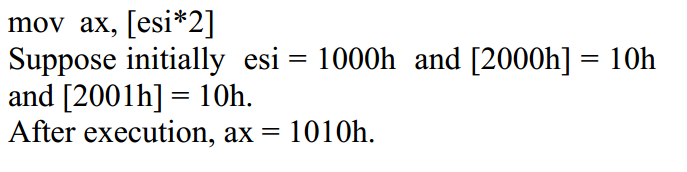 mov ax, [esi*2]
Suppose initially esi = 1000h and [2000h] = 10h
and [2001h] = 10h.
After execution, ax = 1010h.